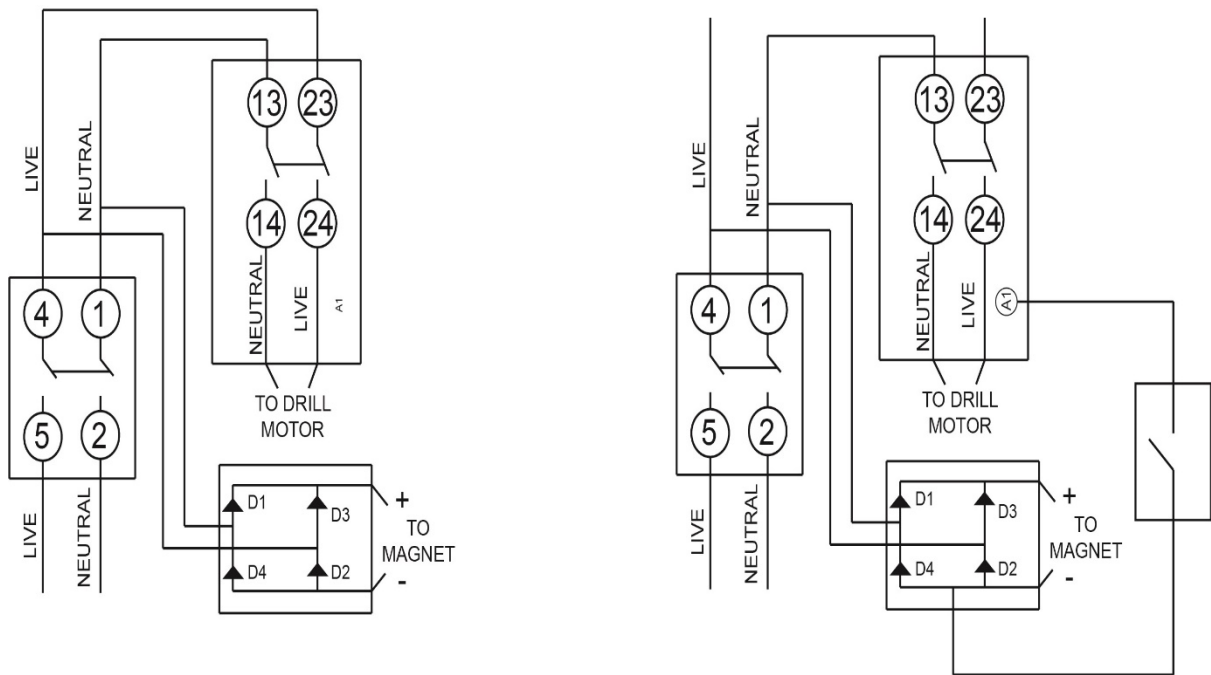 13 23
LIVE
NEUTRAL
14 24
NEUTRAL
LIVE
A1
4 1
TO DRILL
MOTOR
5 2
LIVE
NEUTRAL
D1 D3
D4 D2
+
TO
MAGNET
-
13 23
LIVE
NEUTRAL
14 24
NEUTRAL
LIVE
A1
4 1
TO DRILL
MOTOR
5 2
LIVE
NEUTRAL
D1 D3
D4 D2
+
TO
MAGNET
-